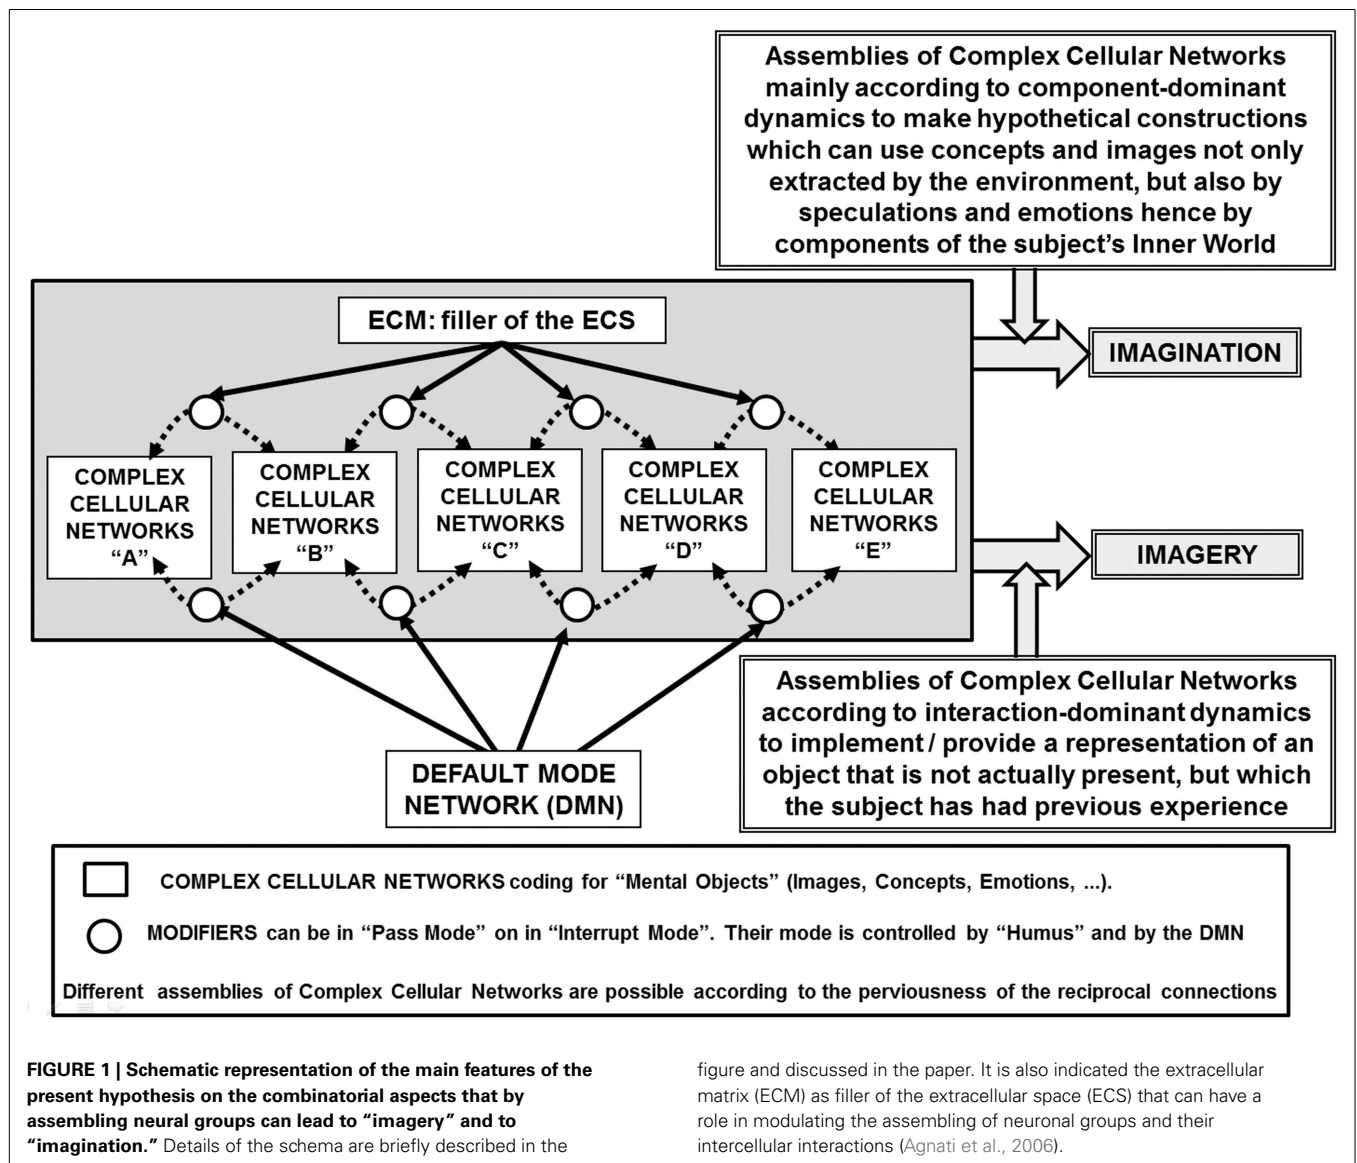 Assemblies of Complex Cellular Networks
mainly according to component-dominant
dynamics to make hypothetical constructions
which can use concepts and images not only
extracted by the environment, but also by
speculations and emotions hence by
components of the subject's Inner World
ECM: filler of the ECS
IMAGINATION
COMPLEX
CELLULAR
NETWORKS
“A”
COMPLEX
CELLULAR
NETWORKS
“B”
COMPLEX
CELLULAR
NETWORKS
“C”
COMPLEX
CELLULAR
NETWORKS
“D”
COMPLEX
CELLULAR
NETWORKS
“E”
IMAGERY
Assemblies of Complex Cellular Networks
according to interaction-dominant dynamics
to implement / provide a representation of an
object that is not actually present, but which
the subject has had previous experience
DEFAULT MODE
NETWORK (DMN)
COMPLEX CELLULAR NETWORKS coding for “Mental Objects” (Images, Concepts, Emotions, ...).
MODIFIERS can be in “Pass Mode” on in “Interrupt Mode”. Their mode is controlled by “Humus” and by the DMN
Different assemblies of Complex Cellular Networks are possible according to the perviousness of the reciprocal connections
FIGURE 1 | Schematic representation of the main features of the
present hypothesis on the combinatorial aspects that by
assembling neural groups can lead to “imagery” and to
“imagination.” Details of the schema are briefly described in the
figure and discussed in the paper. It is also indicated the extracellular
matrix (ECM) as filler of the extracellular space (ECS) that can have a
role in modulating the assembling of neuronal groups and their
intercellular interactions (Agnati et al., 2006).